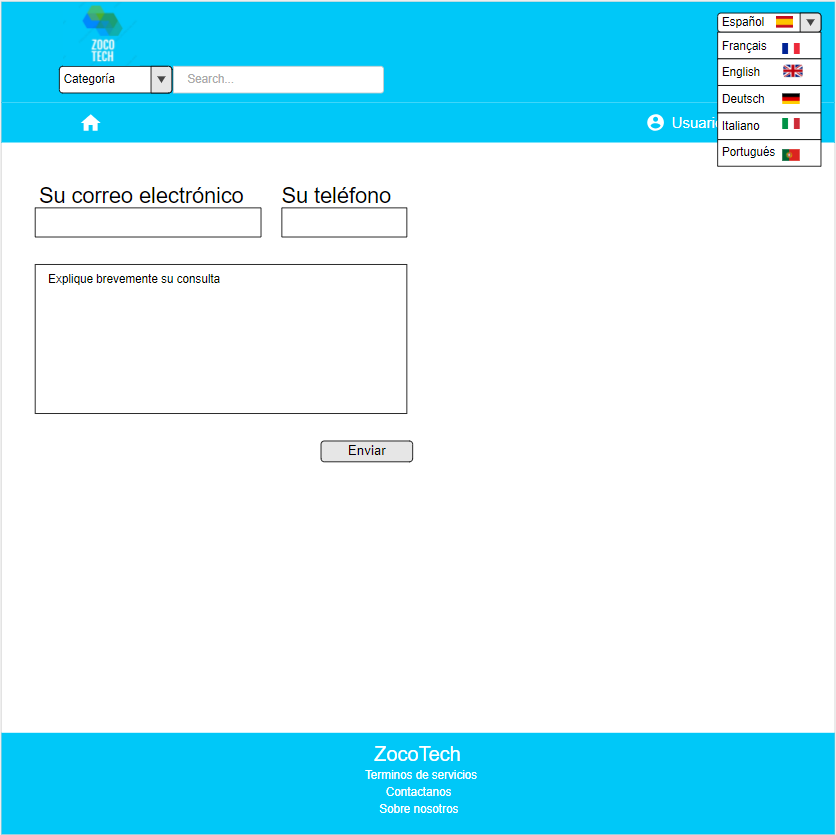 ZOCO
TECH
Español
Français
English
Deutsch
Italiano
Portugués
Categoría
Search...
Usuario
Su correo electrónico
Su teléfono
Explique brevemente su consulta
Enviar
ZocoTech
Terminos de servicios
Contactanos
Sobre nosotros